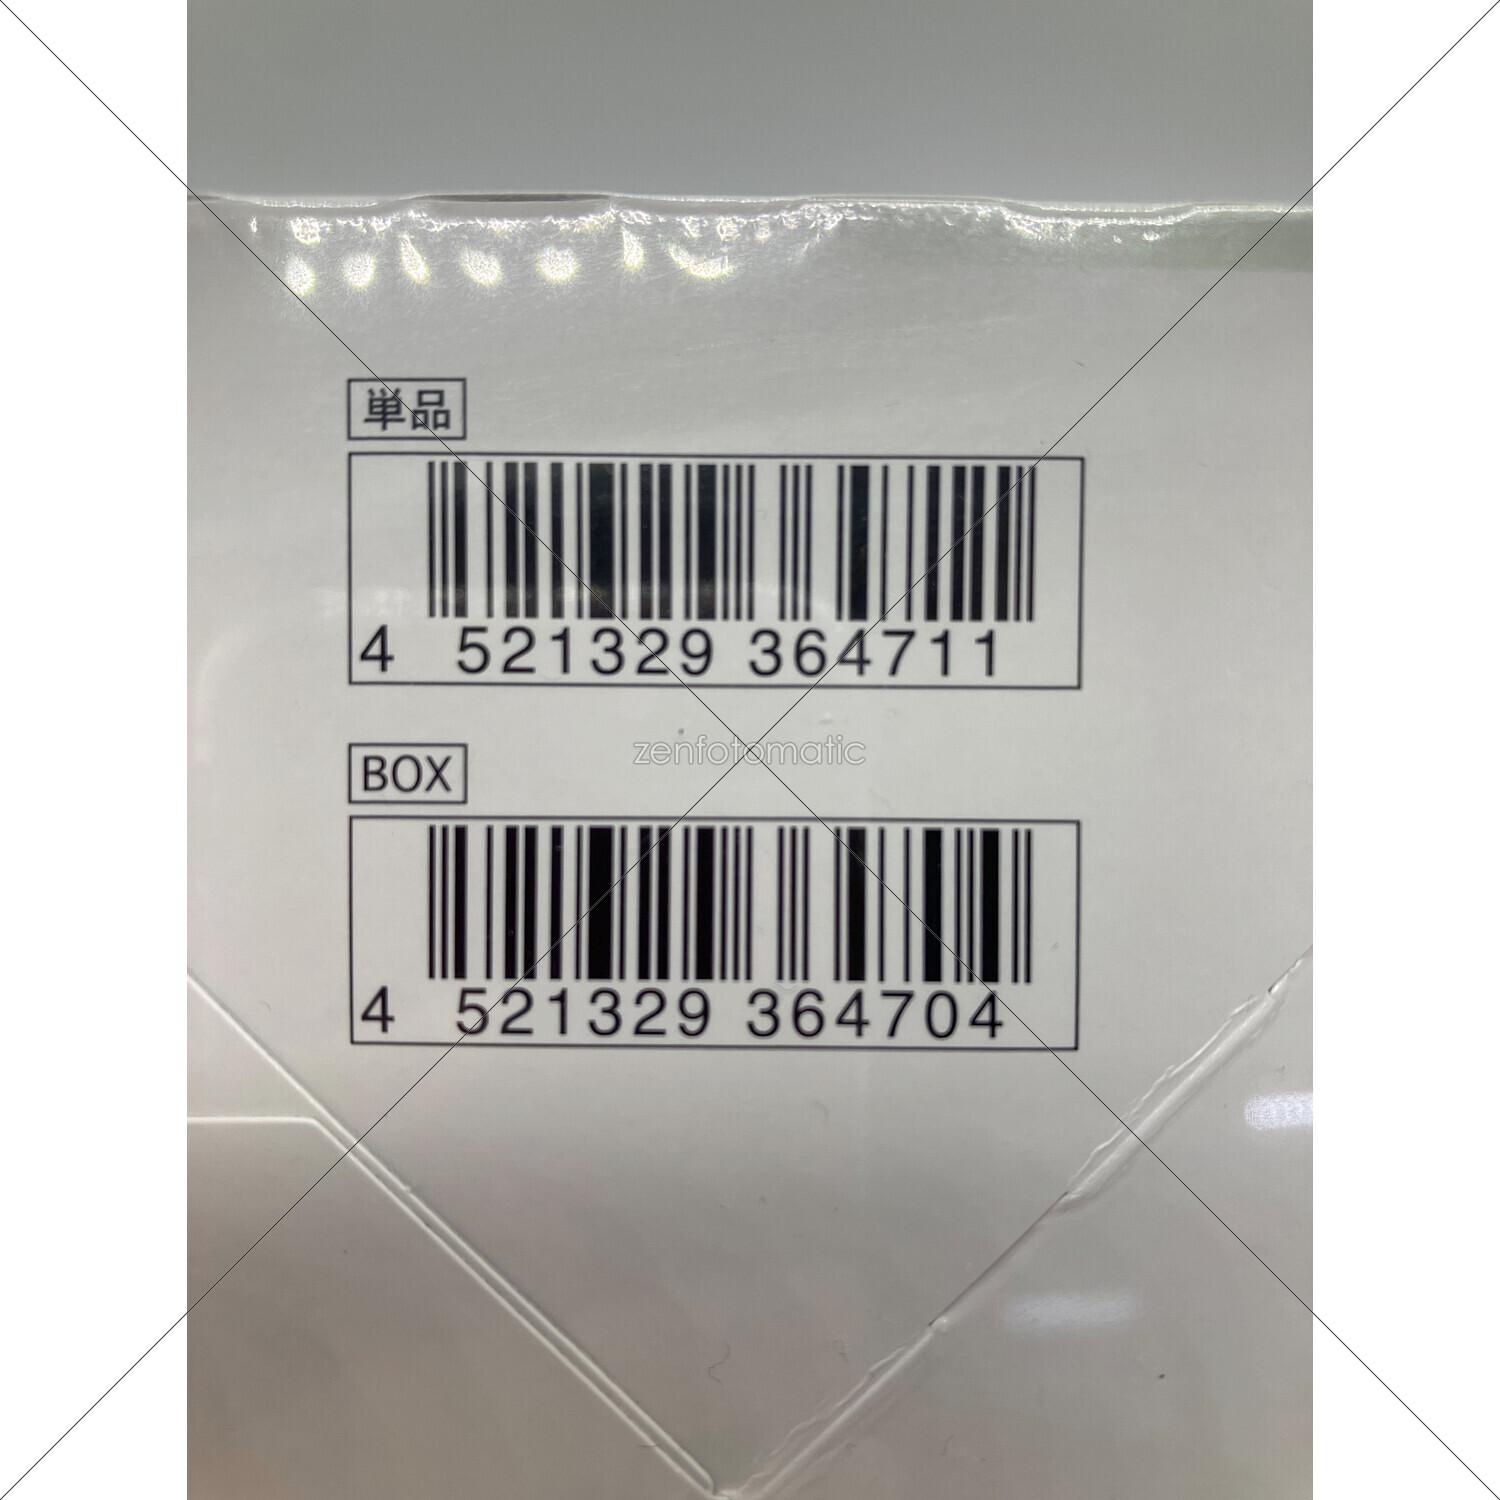 単品
4 521329 364711
zenfotomatic
BOX
4 521329 364704